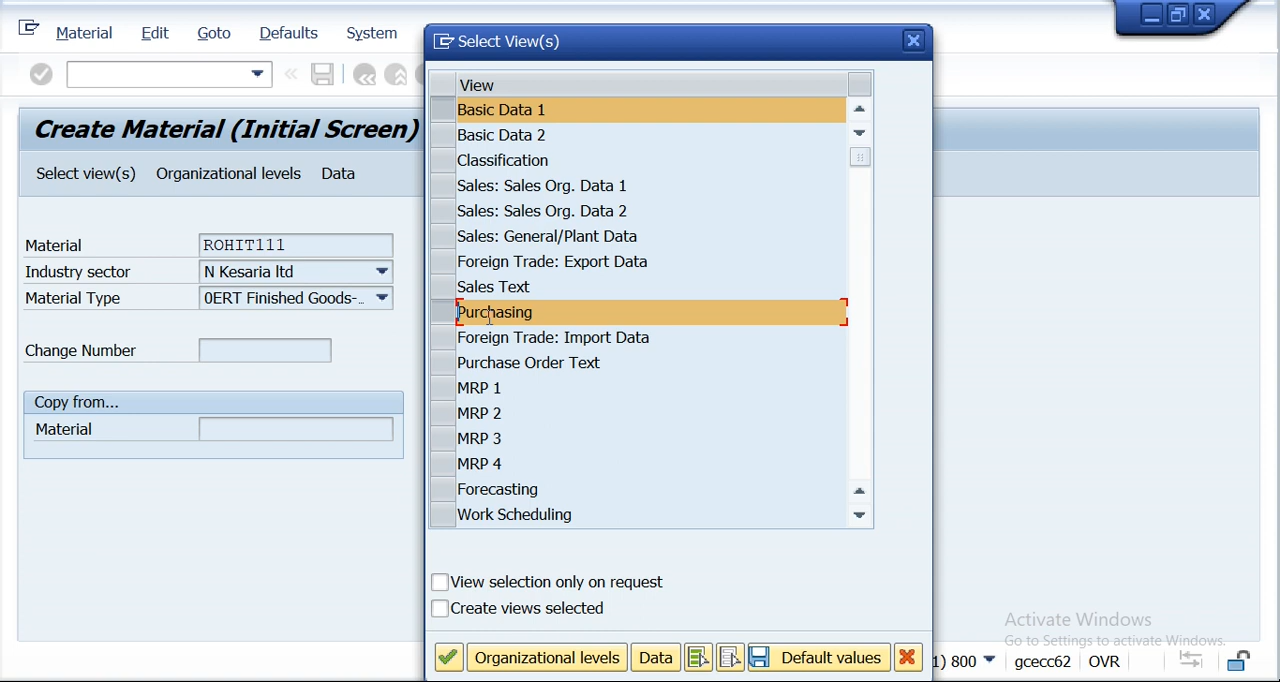 Material Edit Goto Defaults System
Create Material (Initial Screen)
Select view(s) Organizational levels Data
Material ROHIT111
Industry sector N Kesaria ltd
Material Type 0ERT Finished Goods-..
Change Number
Copy from...
Material
Select View(s)
View
Basic Data 1
Basic Data 2
Classification
Sales: Sales Org. Data 1
Sales: Sales Org. Data 2
Sales: General/Plant Data
Foreign Trade: Export Data
Sales Text
Purchasing
Foreign Trade: Import Data
Purchase Order Text
MRP 1
MRP 2
MRP 3
MRP 4
Forecasting
Work Scheduling
View selection only on request
Create views selected
Organizational levels Data Default values
Activate Windows
Go to Settings to activate Windows.
1) 800 gcecc62 OVR